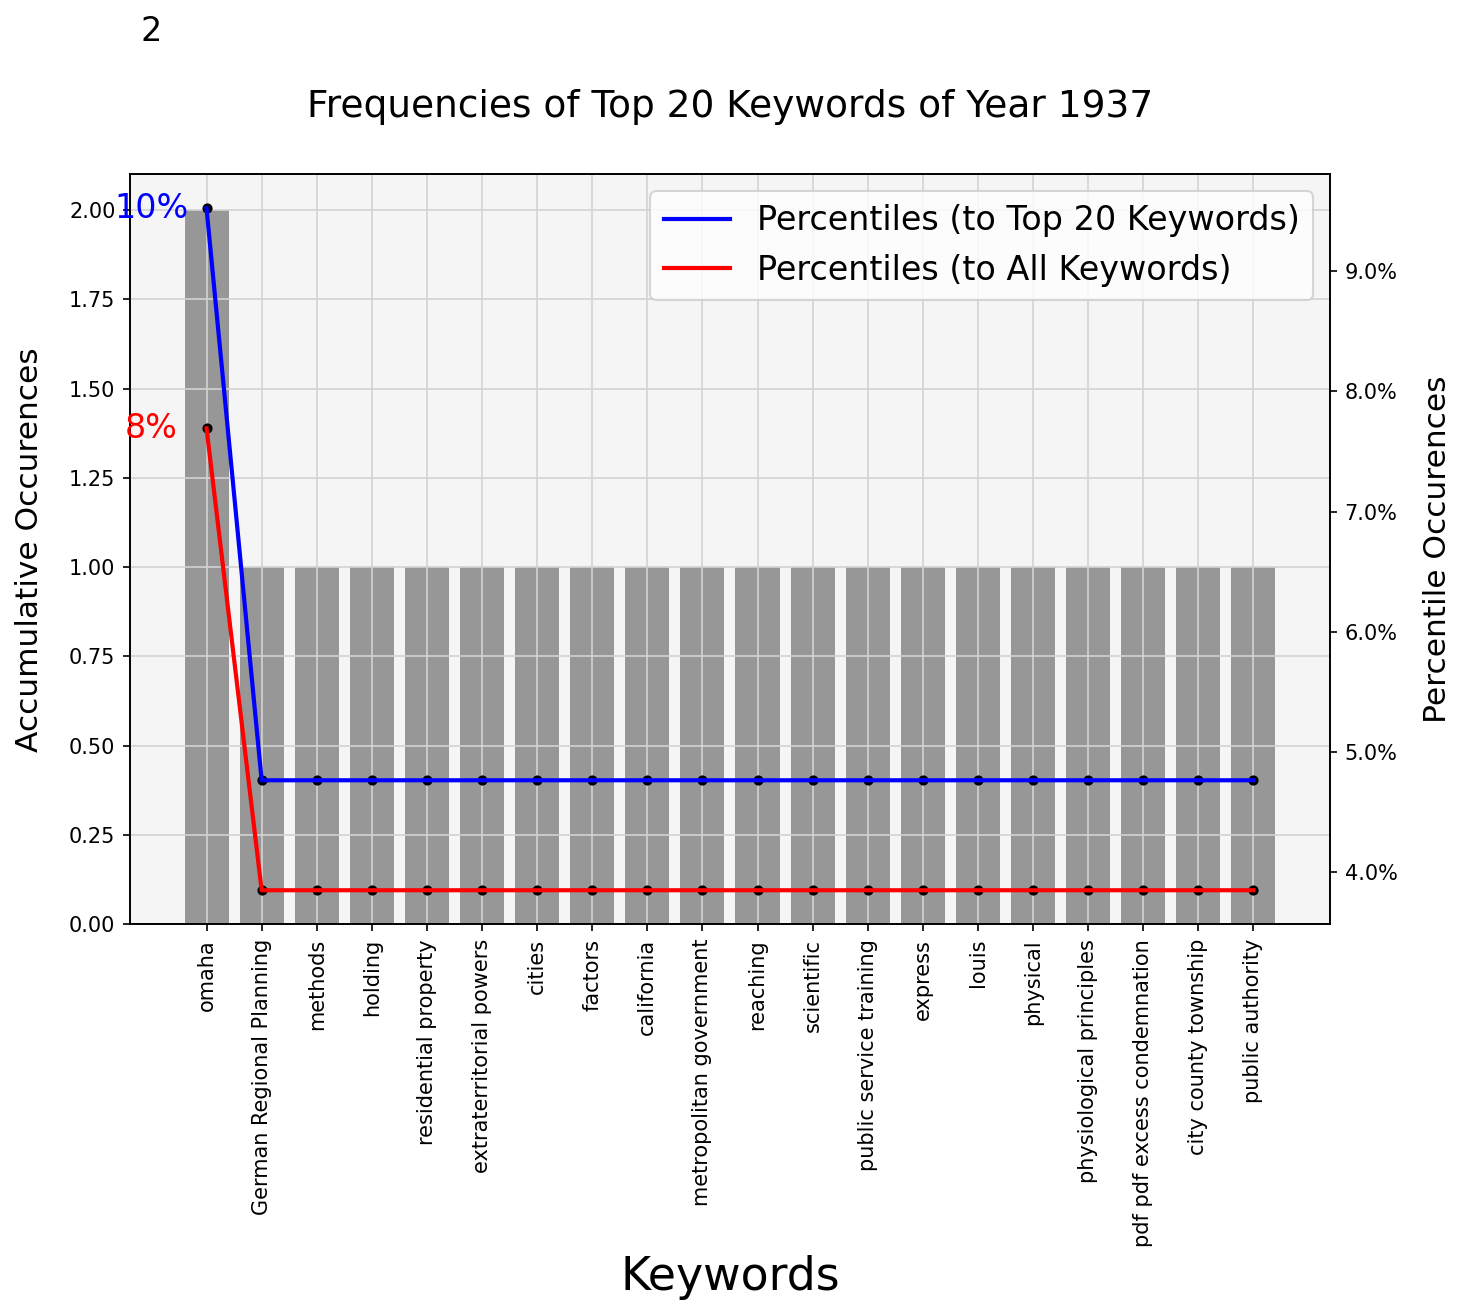 2
Frequencies of Top 20 Keywords of Year 1937
10%
8%
Percentiles (to Top 20 Keywords)
Percentiles (to All Keywords)
Accumulative Occurences
2.00
1.75
1.50
1.25
1.00
0.75
0.50
0.25
0.00
9.0%
8.0%
7.0%
6.0%
5.0%
4.0%
Percentile Occurences
omaha
German Regional Planning
methods
holding
residential property
extraterritorial powers
cities
factors
california
metropolitan government
reaching
scientific
public service training
express
louis
physical
physiological principles
pdf pdf excess condemnation
city county township
public authority
Keywords